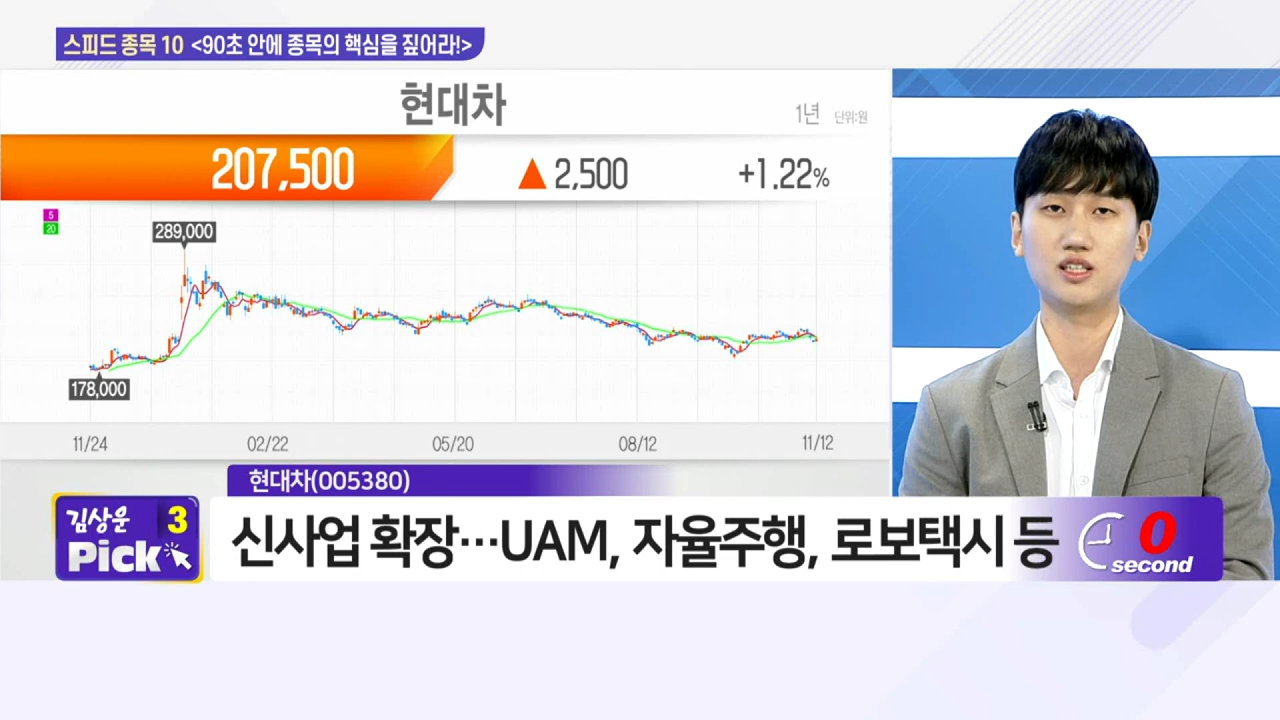 스피드 종목 10 <90초 안에 종목의 핵심을 짚어라!>
현대차
1년 단위:원
207,500 ▲ 2,500 +1.22%
5
20
289,000
178,000
11/24 02/22 05/20 08/12 11/12
현대차(005380)
김상운 3
Pick
신사업 확장…UAM, 자율주행, 로보택시 등
0
second